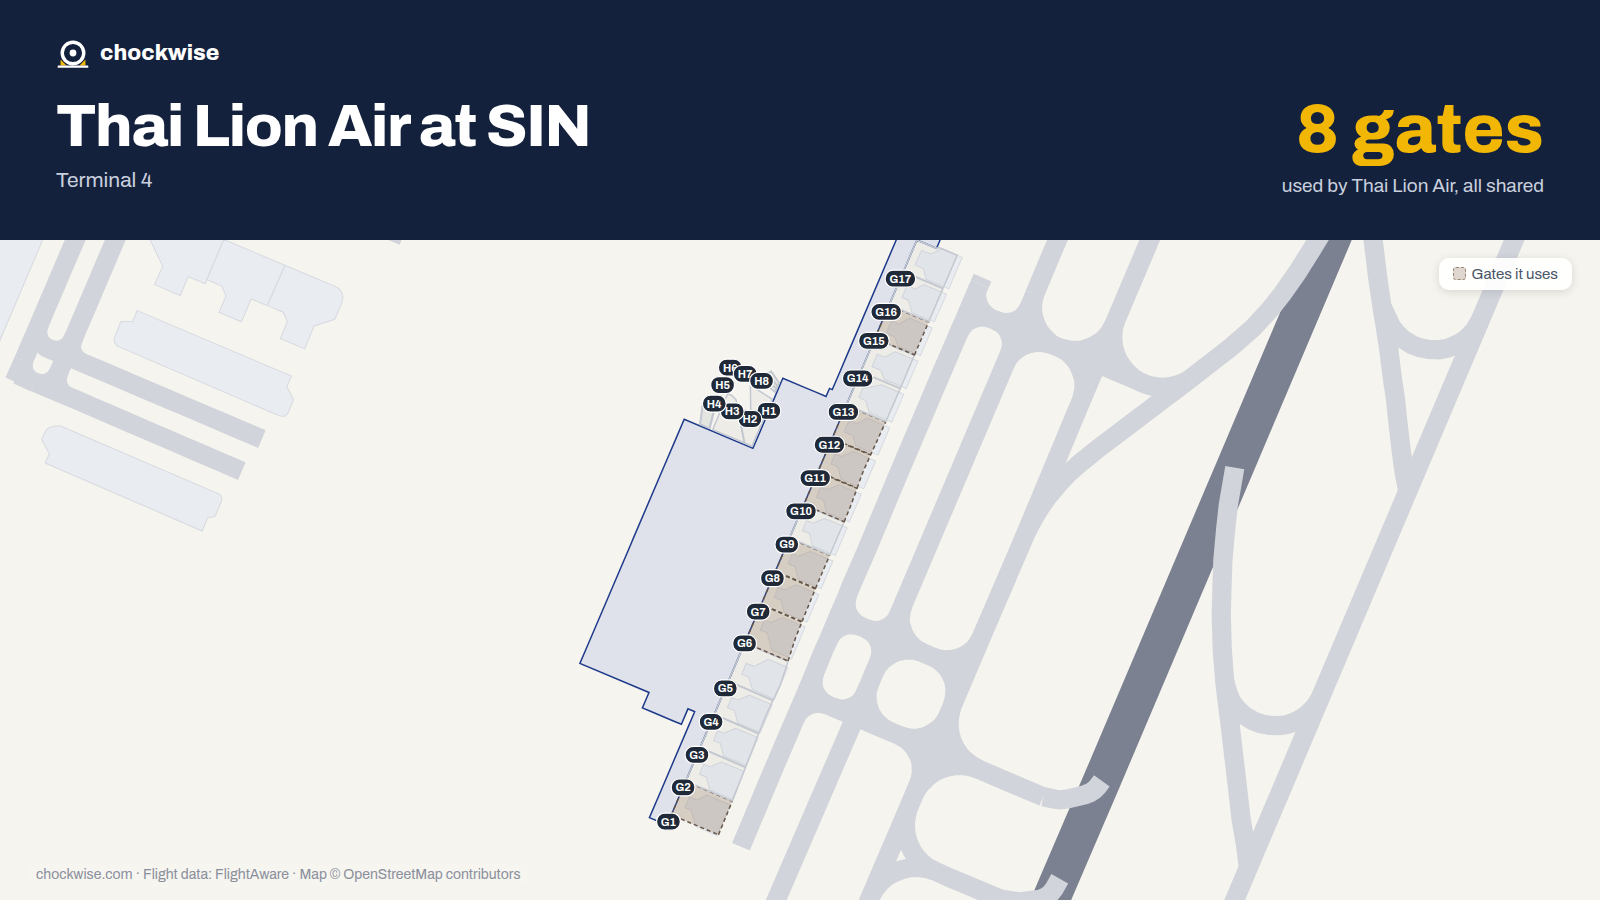 chockwise
Thai Lion Air at SIN
Terminal 4
8 gates
used by Thai Lion Air, all shared
Gates it uses
G17
G16
G15
G14
G13
G12
G11
G10
G9
G8
G7
G6
G5
G4
G3
G2
G1
H6
H7
H8
H5
H4
H3
H2
H1
chockwise.com · Flight data: FlightAware · Map © OpenStreetMap contributors